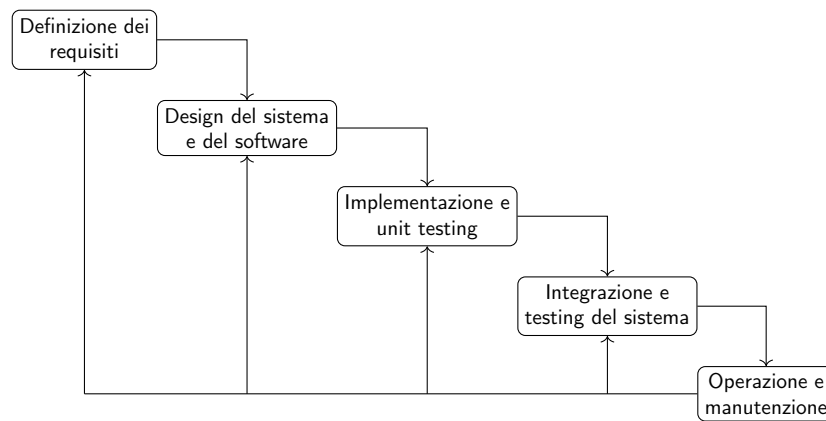 Definizione dei
requisiti
Design del sistema
e del software
Implementazione e
unit testing
Integrazione e
testing del sistema
Operazione e
manutenzione